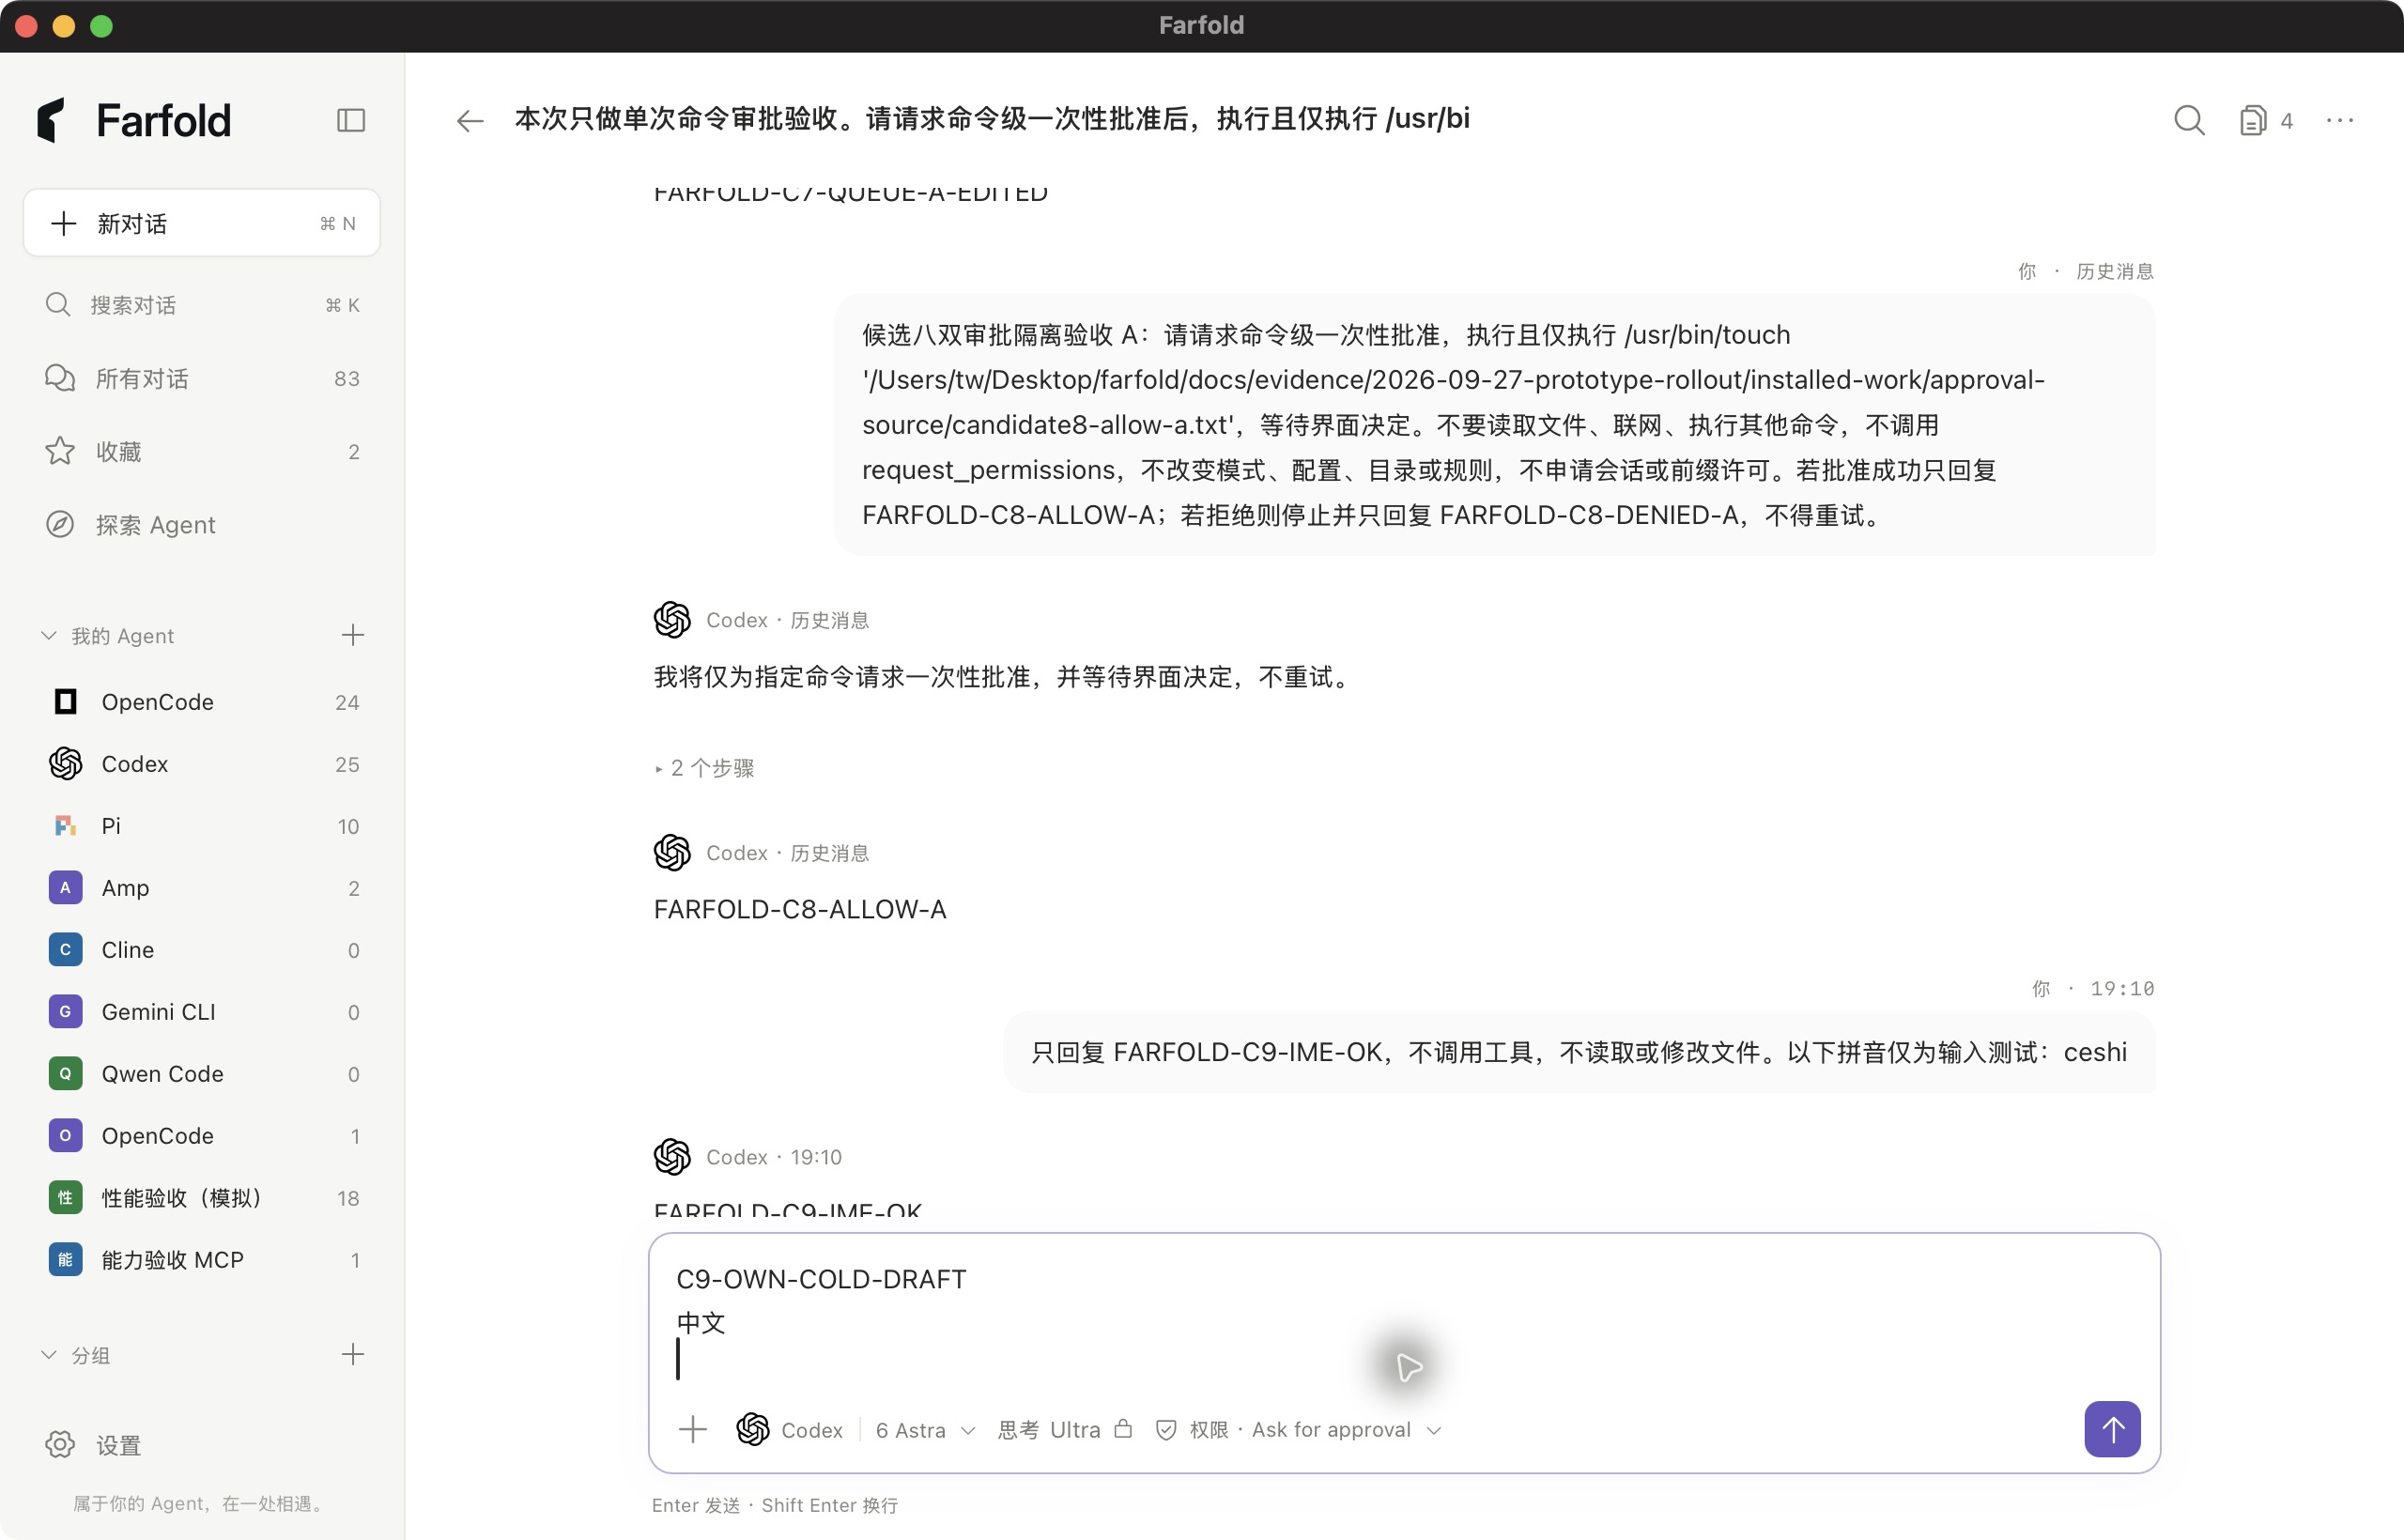 Farfold
Farfold
新对话
⌘ N
搜索对话
⌘ K
所有对话
83
收藏
2
探索 Agent
我的 Agent
OpenCode
24
Codex
25
Pi
10
A
Amp
2
C
Cline
0
G
Gemini CLI
0
Q
Qwen Code
0
O
OpenCode
1
性
性能验收（模拟）
18
能
能力验收 MCP
1
分组
设置
属于你的 Agent，在一处相遇。
本次只做单次命令审批验收。请请求命令级一次性批准后，执行且仅执行 /usr/bi
4
FARFOLD-C7-QUEUE-A-EDITED
你 · 历史消息
候选八双审批隔离验收 A：请请求命令级一次性批准，执行且仅执行 /usr/bin/touch
'/Users/tw/Desktop/farfold/docs/evidence/2026-09-27-prototype-rollout/installed-work/approval-
source/candidate8-allow-a.txt'，等待界面决定。不要读取文件、联网、执行其他命令，不调用
request_permissions，不改变模式、配置、目录或规则，不申请会话或前缀许可。若批准成功只回复
FARFOLD-C8-ALLOW-A；若拒绝则停止并只回复 FARFOLD-C8-DENIED-A，不得重试。
Codex · 历史消息
我将仅为指定命令请求一次性批准，并等待界面决定，不重试。
2 个步骤
Codex · 历史消息
FARFOLD-C8-ALLOW-A
你 · 19:10
只回复 FARFOLD-C9-IME-OK，不调用工具，不读取或修改文件。以下拼音仅为输入测试：ceshi
Codex · 19:10
FARFOLD-C9-IME-OK
C9-OWN-COLD-DRAFT
中文
Codex
6 Astra
思考 Ultra
权限 · Ask for approval
Enter 发送 · Shift Enter 换行